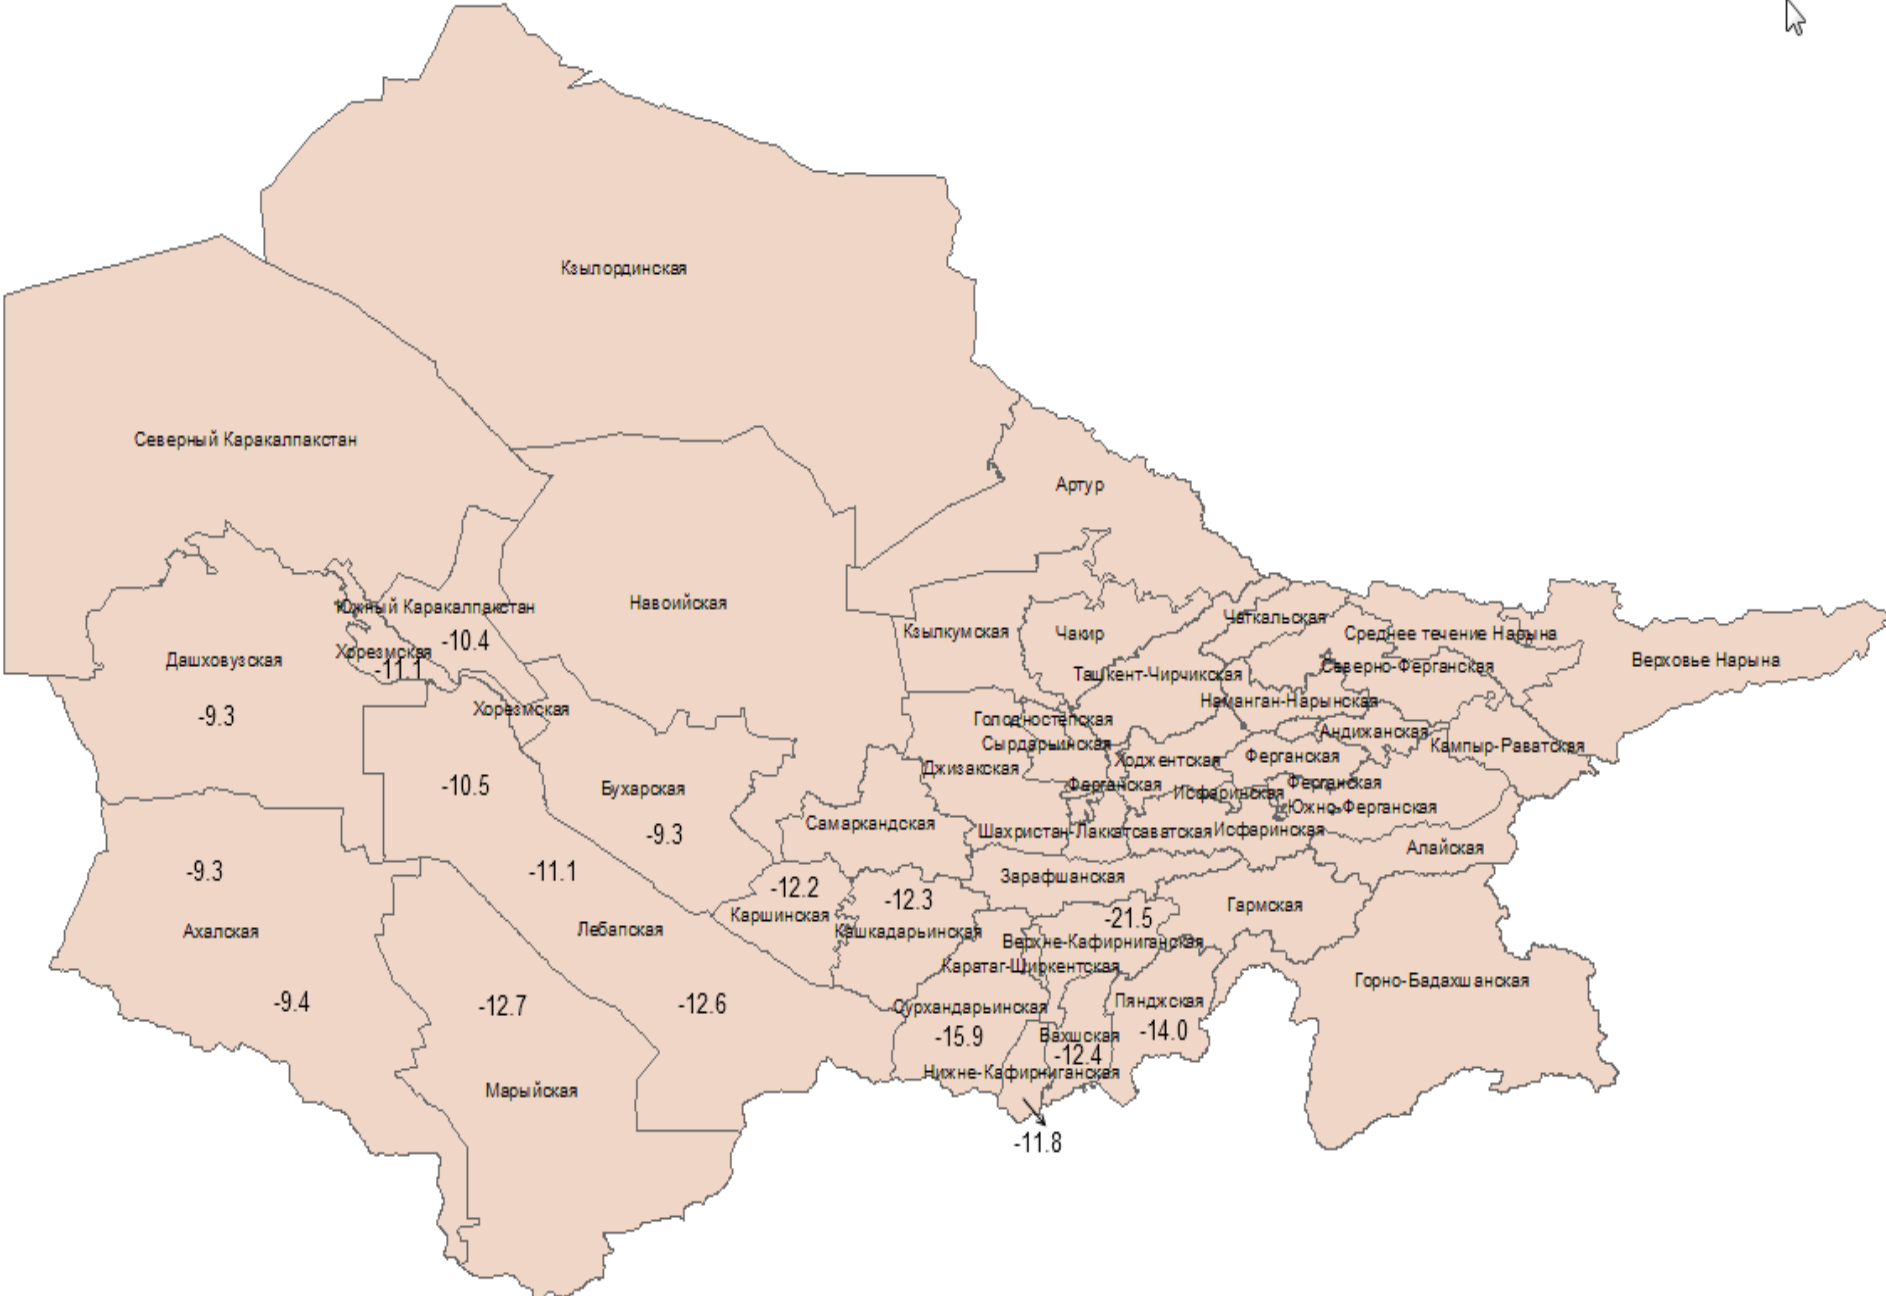 Кзылординская
Северный Каракалпакстан
Артур
Навоийская
Южный Каракалпакстан
-10.4
Хорезмская
-11.1
Дашховузская
-9.3
Хорезмская
Кзылкумская
Чакир
Чаткальская
Среднее течение Нарына
Верховье Нарына
Ташкент-Чирчикская
Северно-Ферганская
Наманган-Нарынская
Голодностепская
Сырдарьинская
Андижанская
Кампыр-Раватская
Джизакская
Ходжентская
Ферганская
Ферганская
Исфаринская
Ферганская
Южно-Ферганская
-10.5
Бухарская
-9.3
Самаркандская
Шахристан-Лаккатсаватская
Исфаринская
Алайская
-9.3
-11.1
-12.2
-12.3
Зарафшанская
Гармская
-21.5
Ахалская
Лебапская
Каршинская
Кашкадарьинская
Верхне-Кафирниганская
Каратаг-Ширкентская
Горно-Бадахшанская
-9.4
-12.7
-12.6
Сурхандарьинская
-15.9
Пянджская
-14.0
Вахшская
-12.4
Нижне-Кафирниганская
Марыйская
-11.8